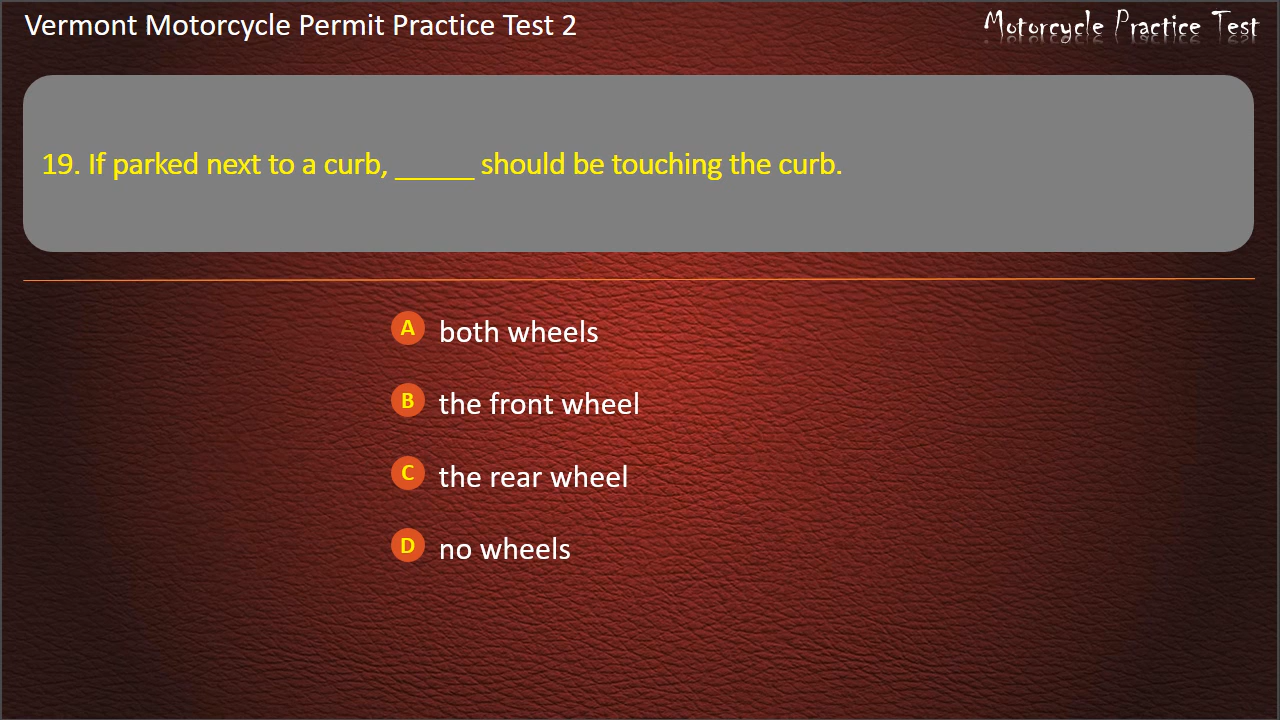 Vermont Motorcycle Permit Practice Test 2
Motorcycle Practice Test
19. If parked next to a curb, _____ should be touching the curb.
A both wheels
B the front wheel
C the rear wheel
D no wheels